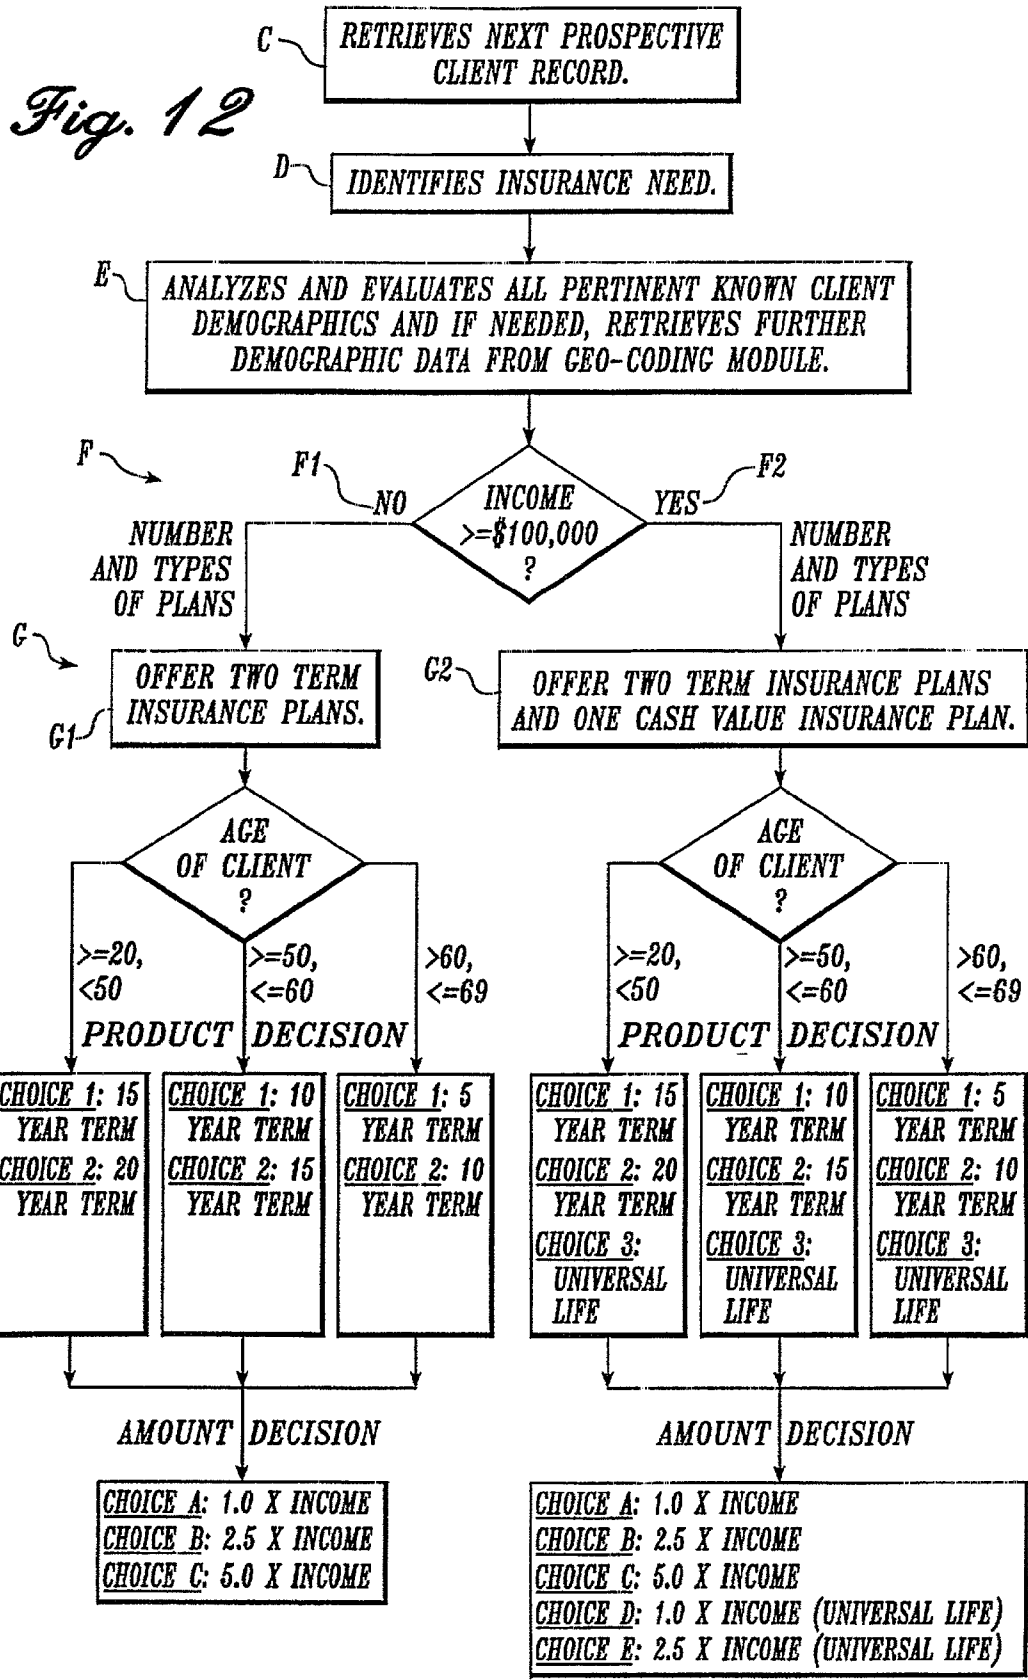 Fig. 12
C
RETRIEVES NEXT PROSPECTIVE
CLIENT RECORD.
D
IDENTIFIES INSURANCE NEED.
E
ANALYZES AND EVALUATES ALL PERTINENT KNOWN CLIENT
DEMOGRAPHICS AND IF NEEDED, RETRIEVES FURTHER
DEMOGRAPHIC DATA FROM GEO-CODING MODULE.
F
F1
NO
INCOME
>=$100,000
?
YES
F2
NUMBER
AND TYPES
OF PLANS
NUMBER
AND TYPES
OF PLANS
G
G1
OFFER TWO TERM
INSURANCE PLANS.
G2
OFFER TWO TERM INSURANCE PLANS
AND ONE CASH VALUE INSURANCE PLAN.
AGE
OF CLIENT
?
>=20,
<50
>=50,
<=60
>60,
<=69
PRODUCT DECISION
CHOICE 1: 15
YEAR TERM
CHOICE 2: 20
YEAR TERM
CHOICE 1: 10
YEAR TERM
CHOICE 2: 15
YEAR TERM
CHOICE 1: 5
YEAR TERM
CHOICE 2: 10
YEAR TERM
AMOUNT DECISION
CHOICE A: 1.0 X INCOME
CHOICE B: 2.5 X INCOME
CHOICE C: 5.0 X INCOME
AGE
OF CLIENT
?
>=20,
<50
>=50,
<=60
>60,
<=69
PRODUCT DECISION
CHOICE 1: 15
YEAR TERM
CHOICE 2: 20
YEAR TERM
CHOICE 3:
UNIVERSAL
LIFE
CHOICE 1: 10
YEAR TERM
CHOICE 2: 15
YEAR TERM
CHOICE 3:
UNIVERSAL
LIFE
CHOICE 1: 5
YEAR TERM
CHOICE 2: 10
YEAR TERM
CHOICE 3:
UNIVERSAL
LIFE
AMOUNT DECISION
CHOICE A: 1.0 X INCOME
CHOICE B: 2.5 X INCOME
CHOICE C: 5.0 X INCOME
CHOICE D: 1.0 X INCOME (UNIVERSAL LIFE)
CHOICE E: 2.5 X INCOME (UNIVERSAL LIFE)